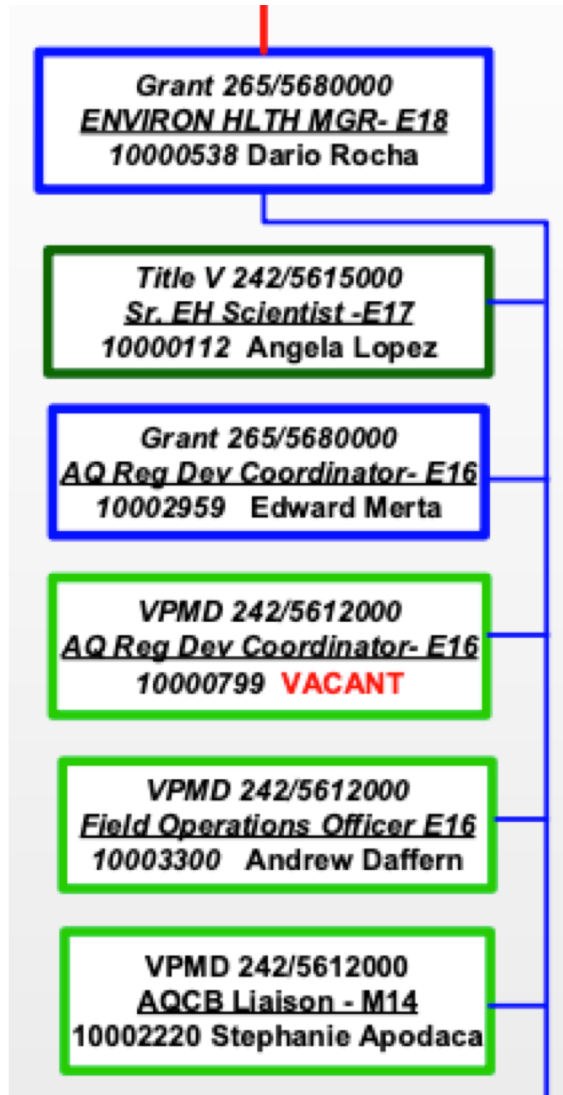 Grant 265/5680000
ENVIRON HLTH MGR- E18
10000538 Dario Rocha
Title V 242/5615000
Sr. EH Scientist -E17
10000112 Angela Lopez
Grant 265/5680000
AQ Reg Dev Coordinator- E16
10002959 Edward Merta
VPMD 242/5612000
AQ Reg Dev Coordinator- E16
10000799 VACANT
VPMD 242/5612000
Field Operations Officer E16
10003300 Andrew Daffern
VPMD 242/5612000
AQCB Liaison - M14
10002220 Stephanie Apodaca